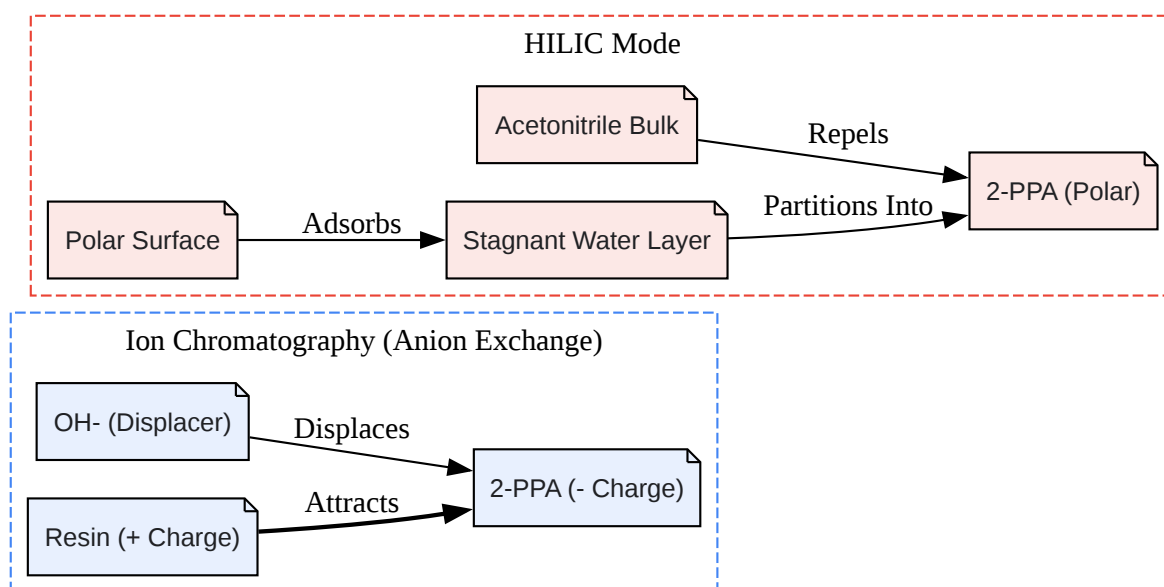 HILIC Mode
Acetonitrile Bulk
Repels
2-PPA (Polar)
Partitions Into
Polar Surface
Adsorbs
Stagnant Water Layer
Ion Chromatography (Anion Exchange)
OH- (Displacer)
Displaces
2-PPA (- Charge)
Attracts
Resin (+ Charge)